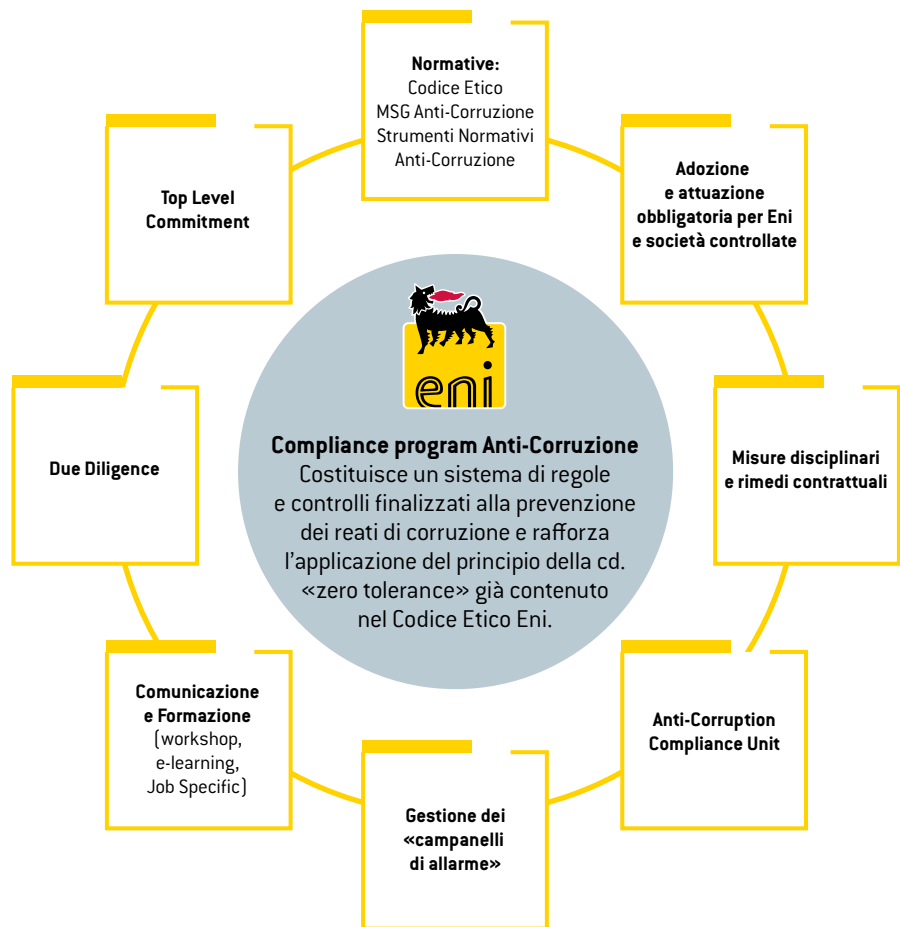 Normative:
Codice Etico
MSG Anti-Corruzione
Strumenti Normativi
Anti-Corruzione
Adozione
e attuazione
obbligatoria per Eni
e società controllate
Misure disciplinari
e rimedi contrattuali
Anti-Corruption
Compliance Unit
Gestione dei
«campanelli
di allarme»
Comunicazione
e Formazione
(workshop,
e-learning,
Job Specific)
Due Diligence
Top Level
Commitment
eni
Compliance program Anti-Corruzione
Costituisce un sistema di regole
e controlli finalizzati alla prevenzione
dei reati di corruzione e rafforza
l’applicazione del principio della cd.
«zero tolerance» già contenuto
nel Codice Etico Eni.